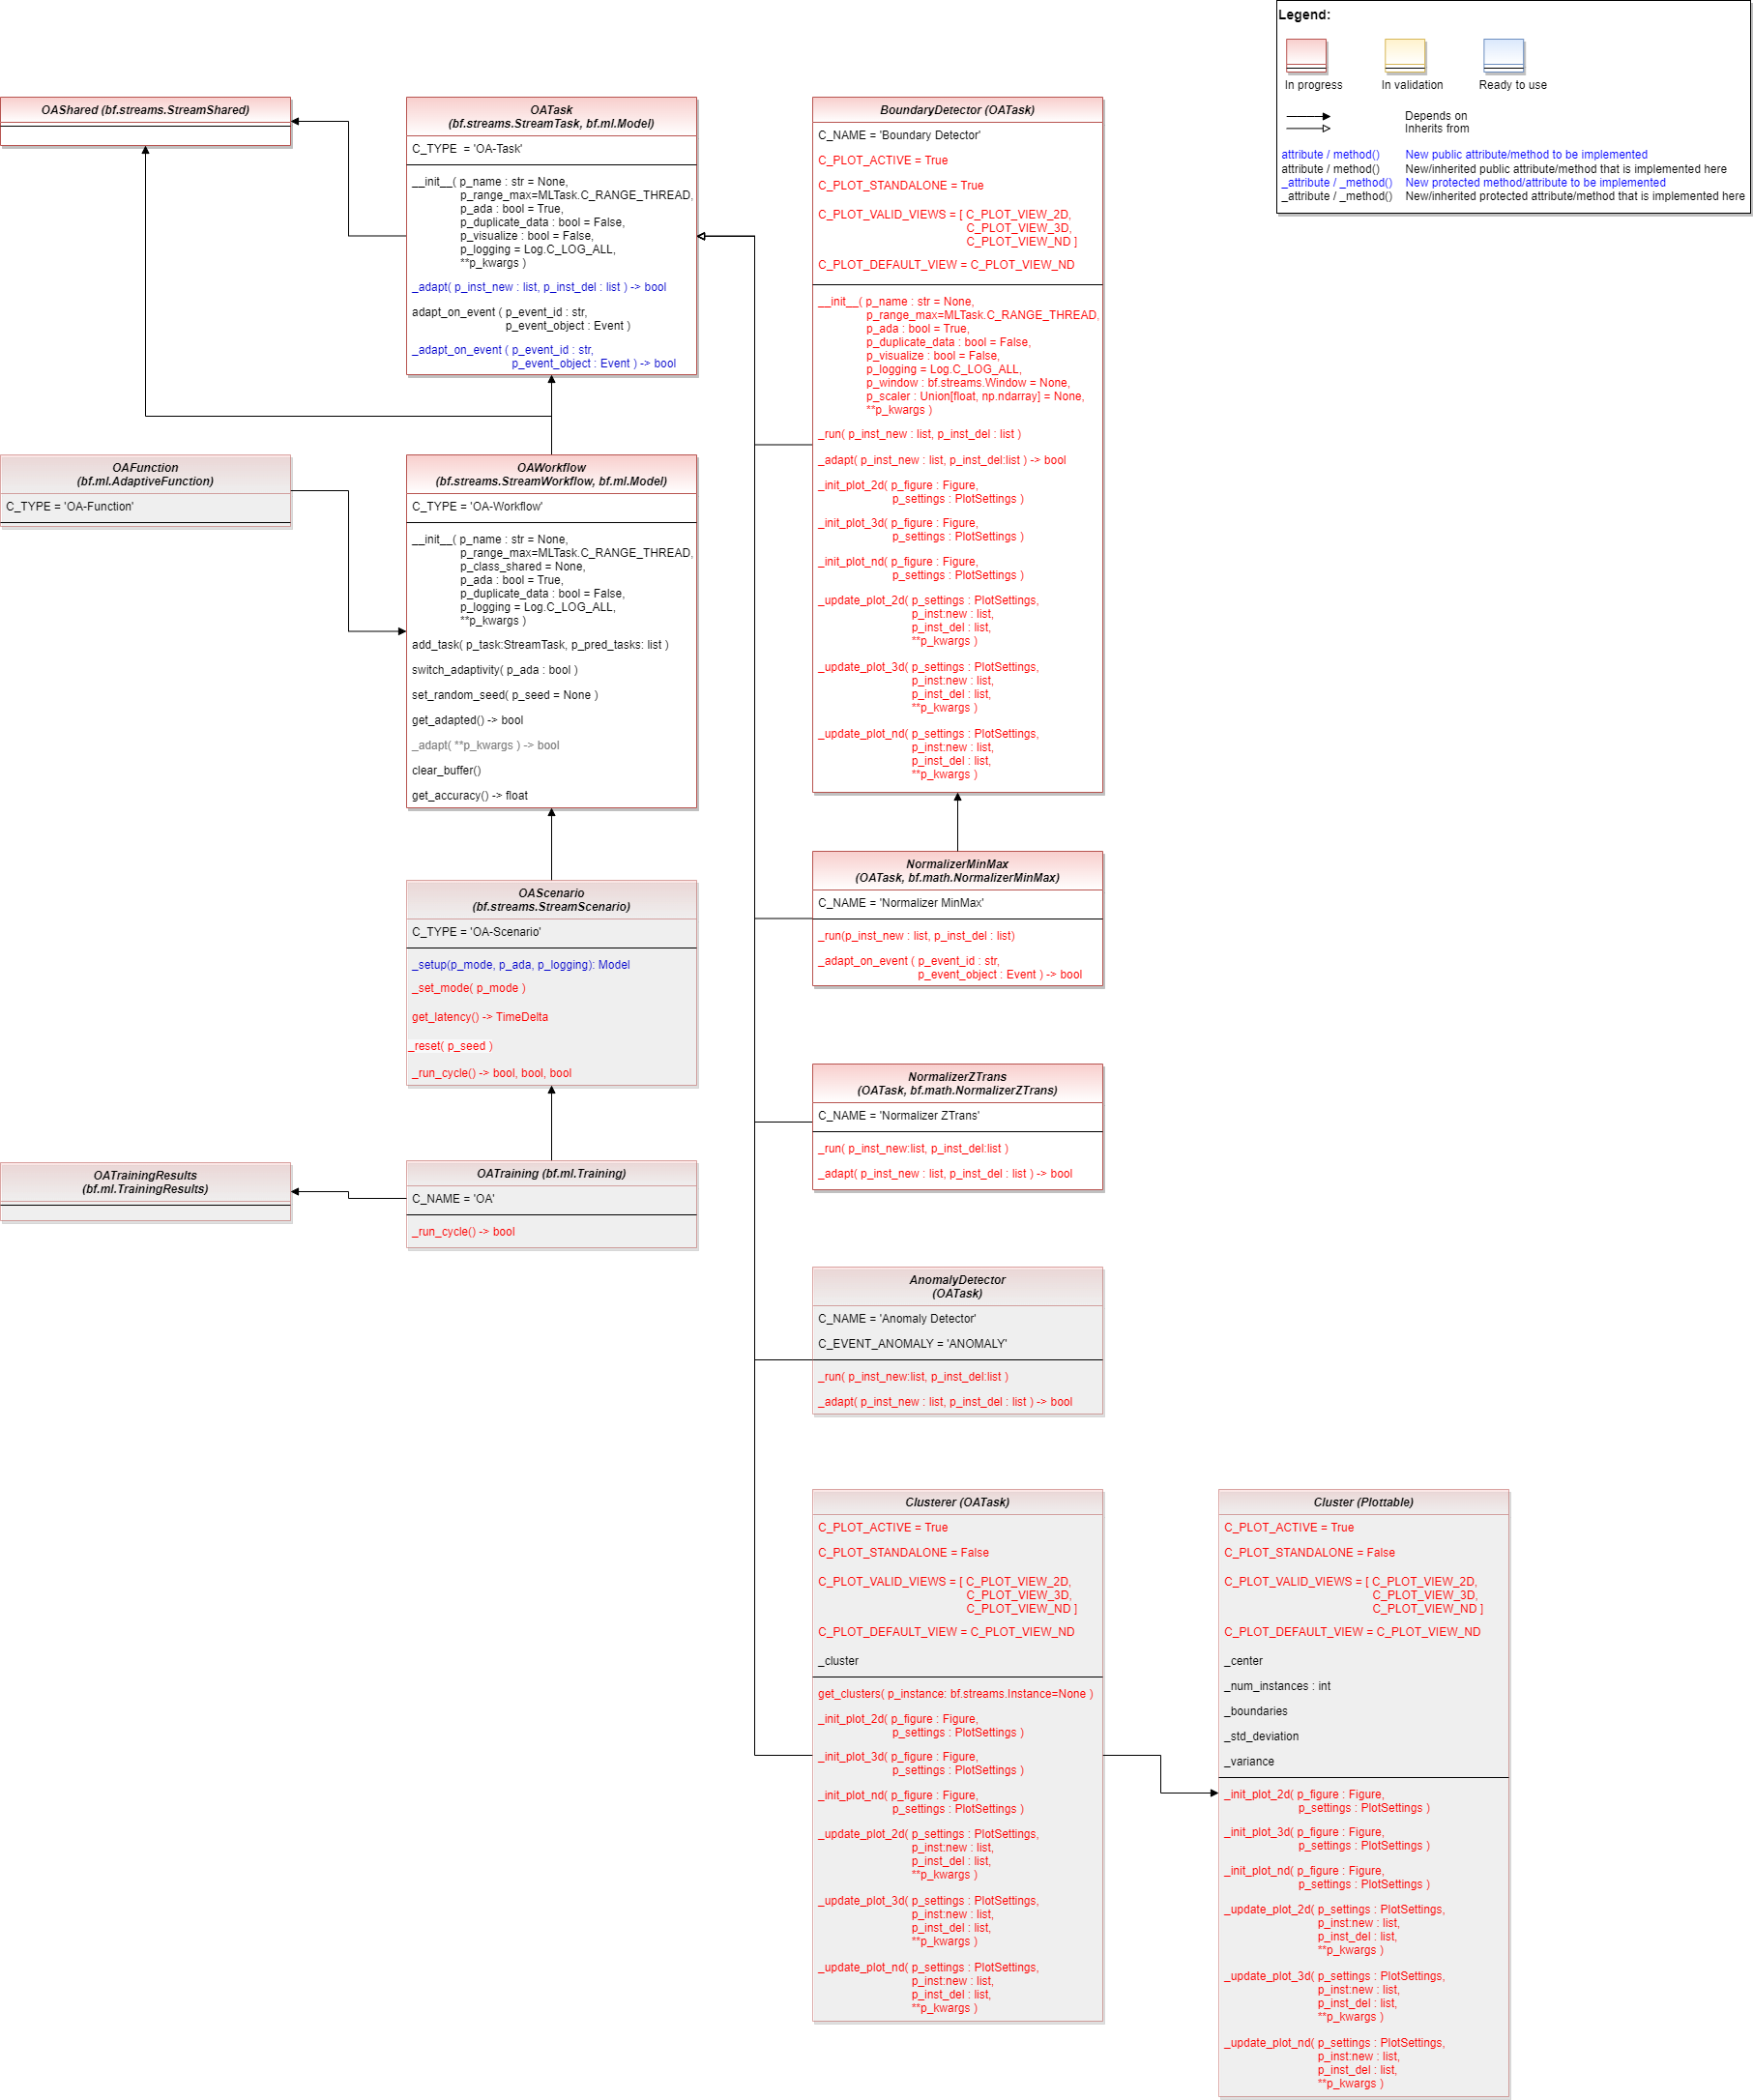 Legend:
In progress
In validation
Ready to use
Depends on
Inherits from
attribute / method() New public attribute/method to be implemented
attribute / method() New/inherited public attribute/method that is implemented here
_attribute / _method() New protected method/attribute to be implemented
_attribute / _method() New/inherited protected attribute/method that is implemented here
OAShared (bf.streams.StreamShared)
OATask
(bf.streams.StreamTask, bf.ml.Model)
C_TYPE  = 'OA-Task'
__init__( p_name : str = None,
p_range_max=MLTask.C_RANGE_THREAD,
p_ada : bool = True,
p_duplicate_data : bool = False,
p_visualize : bool = False,
p_logging = Log.C_LOG_ALL,
**p_kwargs )
_adapt( p_inst_new : list, p_inst_del : list ) -> bool
adapt_on_event ( p_event_id : str,
p_event_object : Event )
_adapt_on_event ( p_event_id : str,
p_event_object : Event ) -> bool
OAFunction
(bf.ml.AdaptiveFunction)
C_TYPE = 'OA-Function'
OAWorkflow
(bf.streams.StreamWorkflow, bf.ml.Model)
C_TYPE = 'OA-Workflow'
__init__( p_name : str = None,
p_range_max=MLTask.C_RANGE_THREAD,
p_class_shared = None,
p_ada : bool = True,
p_duplicate_data : bool = False,
p_logging = Log.C_LOG_ALL,
**p_kwargs )
add_task( p_task:StreamTask, p_pred_tasks: list )
switch_adaptivity( p_ada : bool )
set_random_seed( p_seed = None )
get_adapted() -> bool
_adapt( **p_kwargs ) -> bool
clear_buffer()
get_accuracy() -> float
OAScenario
(bf.streams.StreamScenario)
C_TYPE = 'OA-Scenario'
_setup(p_mode, p_ada, p_logging): Model
_set_mode( p_mode )
get_latency() -> TimeDelta
_reset( p_seed )
_run_cycle() -> bool, bool, bool
OATrainingResults
(bf.ml.TrainingResults)
OATraining (bf.ml.Training)
C_NAME = 'OA'
_run_cycle() -> bool
BoundaryDetector (OATask)
C_NAME = 'Boundary Detector'
C_PLOT_ACTIVE = True
C_PLOT_STANDALONE = True
C_PLOT_VALID_VIEWS = [ C_PLOT_VIEW_2D,
C_PLOT_VIEW_3D,
C_PLOT_VIEW_ND ]
C_PLOT_DEFAULT_VIEW = C_PLOT_VIEW_ND
__init__( p_name : str = None,
p_range_max=MLTask.C_RANGE_THREAD,
p_ada : bool = True,
p_duplicate_data : bool = False,
p_visualize : bool = False,
p_logging = Log.C_LOG_ALL,
p_window : bf.streams.Window = None,
p_scaler : Union[float, np.ndarray] = None,
**p_kwargs )
_run( p_inst_new : list, p_inst_del : list )
_adapt( p_inst_new : list, p_inst_del:list ) -> bool
_init_plot_2d( p_figure : Figure,
p_settings : PlotSettings )
_init_plot_3d( p_figure : Figure,
p_settings : PlotSettings )
_init_plot_nd( p_figure : Figure,
p_settings : PlotSettings )
_update_plot_2d( p_settings : PlotSettings,
p_inst:new : list,
p_inst_del : list,
**p_kwargs )
_update_plot_3d( p_settings : PlotSettings,
p_inst:new : list,
p_inst_del : list,
**p_kwargs )
_update_plot_nd( p_settings : PlotSettings,
p_inst:new : list,
p_inst_del : list,
**p_kwargs )
NormalizerMinMax
(OATask, bf.math.NormalizerMinMax)
C_NAME = 'Normalizer MinMax'
_run(p_inst_new : list, p_inst_del : list)
_adapt_on_event ( p_event_id : str,
p_event_object : Event ) -> bool
NormalizerZTrans
(OATask, bf.math.NormalizerZTrans)
C_NAME = 'Normalizer ZTrans'
_run( p_inst_new:list, p_inst_del:list )
_adapt( p_inst_new : list, p_inst_del : list ) -> bool
AnomalyDetector
(OATask)
C_NAME = 'Anomaly Detector'
C_EVENT_ANOMALY = 'ANOMALY'
_run( p_inst_new:list, p_inst_del:list )
_adapt( p_inst_new : list, p_inst_del : list ) -> bool
Clusterer (OATask)
C_PLOT_ACTIVE = True
C_PLOT_STANDALONE = False
C_PLOT_VALID_VIEWS = [ C_PLOT_VIEW_2D,
C_PLOT_VIEW_3D,
C_PLOT_VIEW_ND ]
C_PLOT_DEFAULT_VIEW = C_PLOT_VIEW_ND
_cluster
get_clusters( p_instance: bf.streams.Instance=None )
_init_plot_2d( p_figure : Figure,
p_settings : PlotSettings )
_init_plot_3d( p_figure : Figure,
p_settings : PlotSettings )
_init_plot_nd( p_figure : Figure,
p_settings : PlotSettings )
_update_plot_2d( p_settings : PlotSettings,
p_inst:new : list,
p_inst_del : list,
**p_kwargs )
_update_plot_3d( p_settings : PlotSettings,
p_inst:new : list,
p_inst_del : list,
**p_kwargs )
_update_plot_nd( p_settings : PlotSettings,
p_inst:new : list,
p_inst_del : list,
**p_kwargs )
Cluster (Plottable)
C_PLOT_ACTIVE = True
C_PLOT_STANDALONE = False
C_PLOT_VALID_VIEWS = [ C_PLOT_VIEW_2D,
C_PLOT_VIEW_3D,
C_PLOT_VIEW_ND ]
C_PLOT_DEFAULT_VIEW = C_PLOT_VIEW_ND
_center
_num_instances : int
_boundaries
_std_deviation
_variance
_init_plot_2d( p_figure : Figure,
p_settings : PlotSettings )
_init_plot_3d( p_figure : Figure,
p_settings : PlotSettings )
_init_plot_nd( p_figure : Figure,
p_settings : PlotSettings )
_update_plot_2d( p_settings : PlotSettings,
p_inst:new : list,
p_inst_del : list,
**p_kwargs )
_update_plot_3d( p_settings : PlotSettings,
p_inst:new : list,
p_inst_del : list,
**p_kwargs )
_update_plot_nd( p_settings : PlotSettings,
p_inst:new : list,
p_inst_del : list,
**p_kwargs )